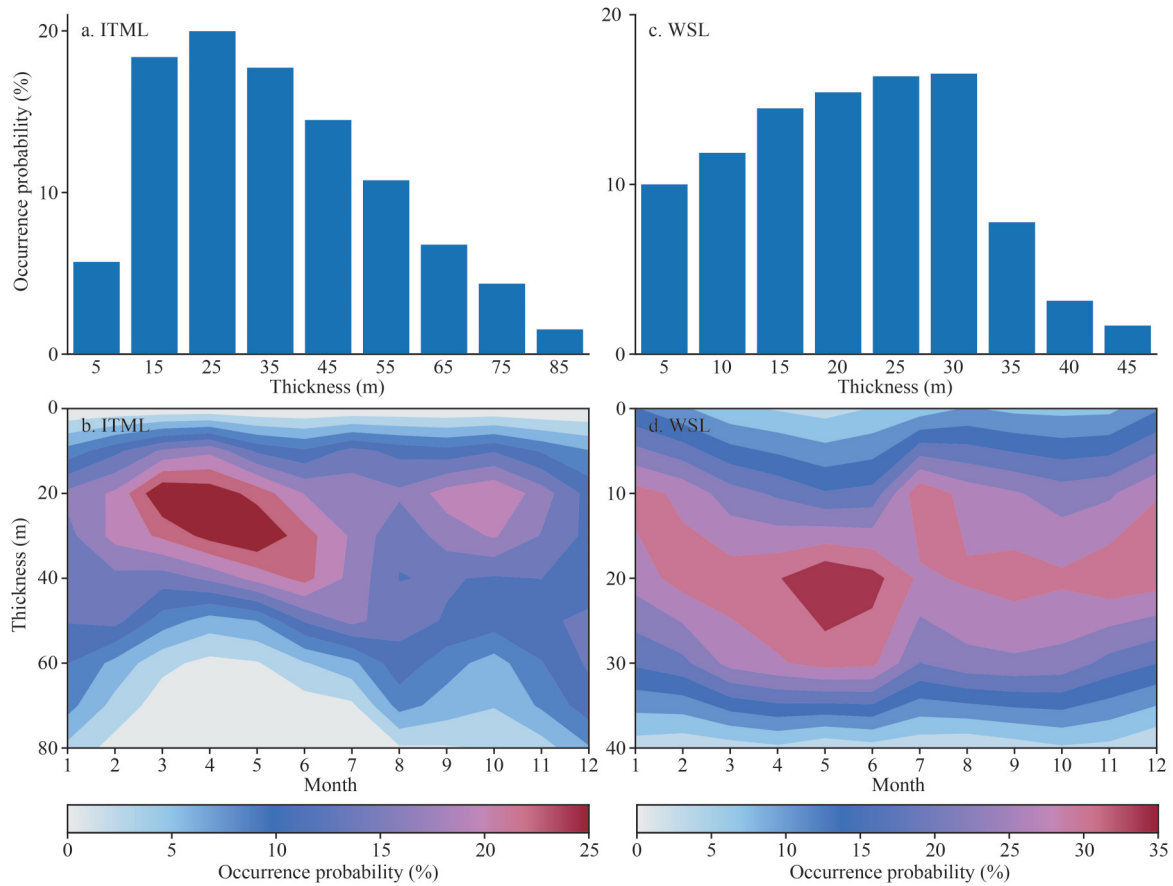 a. ITML
20
10
0
Occurrence probability (%)
5 15 25 35 45 55 65 75 85
Thickness (m)
c. WSL
20
10
0
5 10 15 20 25 30 35 40 45
Thickness (m)
b. ITML
0
20
40
60
80
Thickness (m)
1 2 3 4 5 6 7 8 9 10 11 12
Month
d. WSL
0
10
20
30
40
1 2 3 4 5 6 7 8 9 10 11 12
Month
0 5 10 15 20 25
Occurrence probability (%)
0 5 10 15 20 25 30 35
Occurrence probability (%)